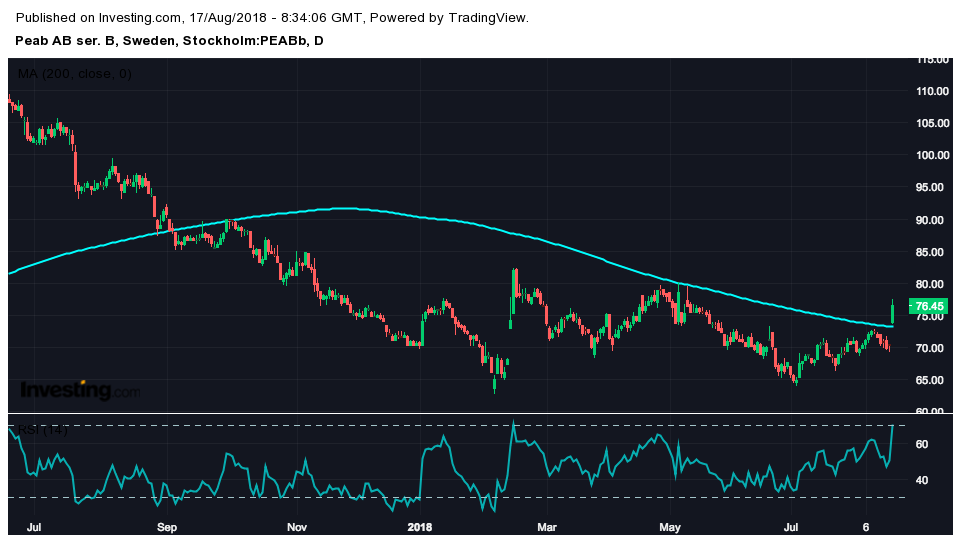 Published on Investing.com, 17/Aug/2018 - 8:34:06 GMT, Powered by TradingView.
Peab AB ser. B, Sweden, Stockholm:PEABb, D
MA (200, close, 0)
115.00
110.00
105.00
100.00
95.00
90.00
85.00
80.00
76.45
75.00
70.00
65.00
60.00
Investing.com
RSI (14)
60
40
Jul
Sep
Nov
2018
Mar
May
Jul
6